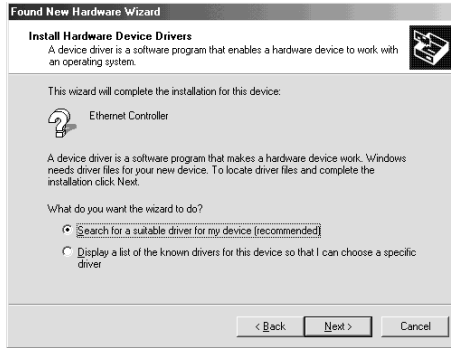 Found New Hardware Wizard
Install Hardware Device Drivers
A device driver is a software program that enables a hardware device to work with
an operating system.
This wizard will complete the installation for this device:
Ethernet Controller
A device driver is a software program that makes a hardware device work. Windows
needs driver files for your new device. To locate driver files and complete the
installation click Next.
What do you want the wizard to do?
Search for a suitable driver for my device (recommended)
Display a list of the known drivers for this device so that I can choose a specific
driver
< Back Next > Cancel